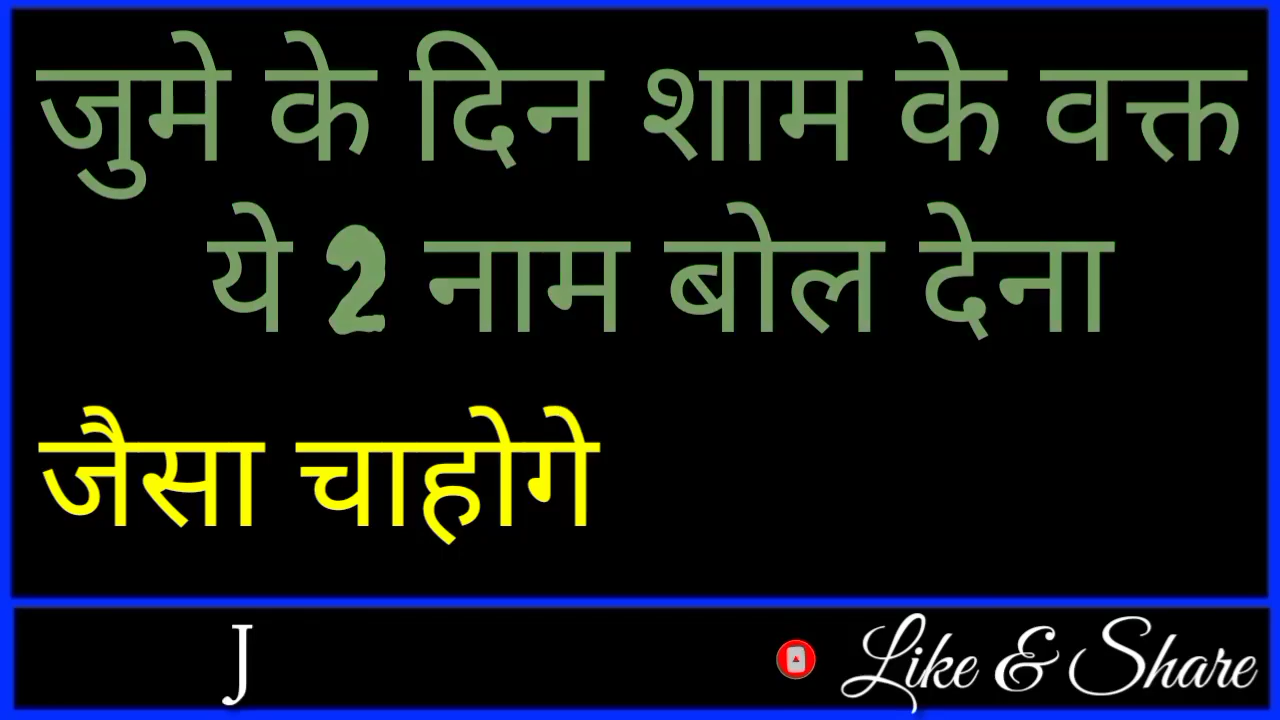 जुमे के दिन शाम के वक्त
ये 2 नाम बोल देना
जैसा चाहोगे
J
Like & Share